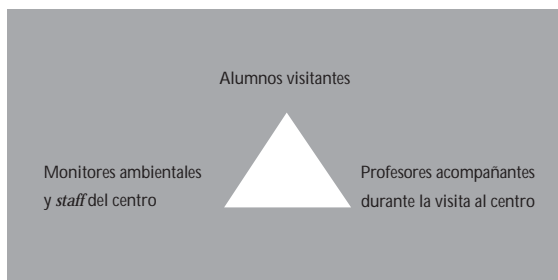 Alumnos visitantes
Monitores ambientales
y staff del centro
Profesores acompañantes
durante la visita al centro